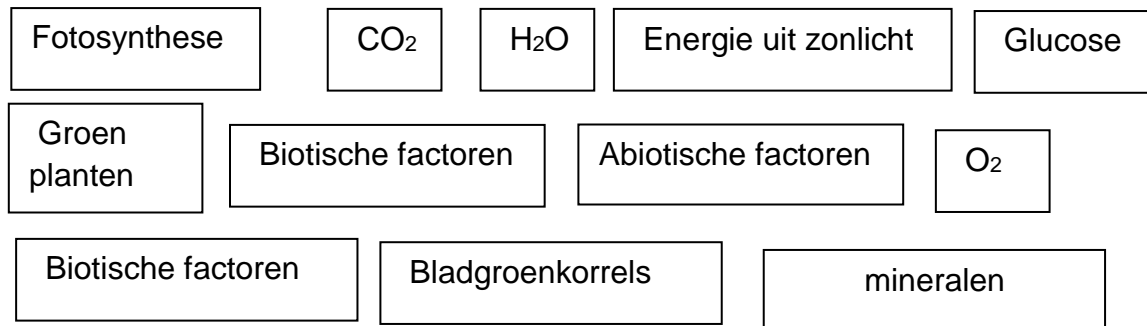 Fotosynthese
CO₂
H₂O
Energie uit zonlicht
Glucose
Groen
planten
Biotische factoren
Abiotische factoren
O₂
Biotische factoren
Bladgroenkorrels
mineralen